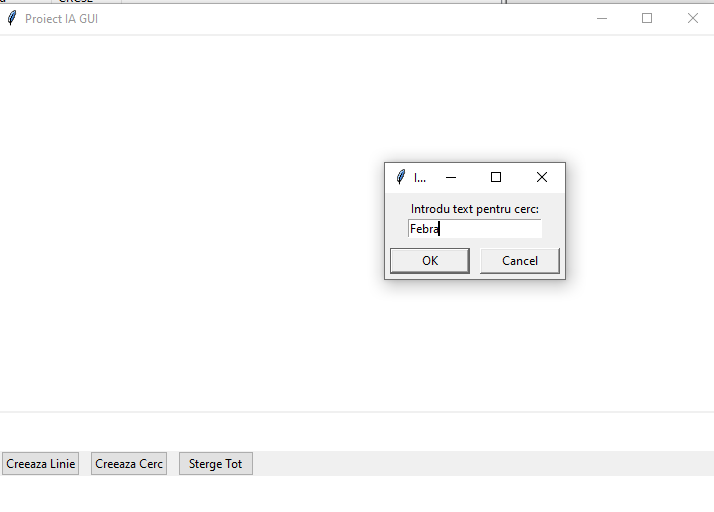 Proiect IA GUI
I...
Introdu text pentru cerc:
Febra
OK Cancel
Creeaza Linie Creeaza Cerc Sterge Tot